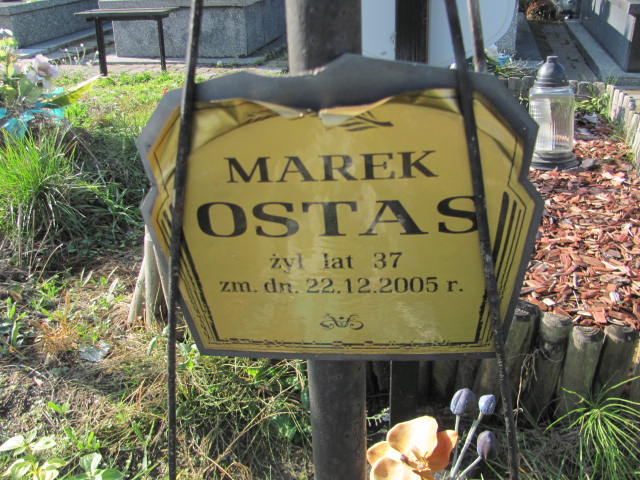 MAREK
OSTAS
żył lat 37
zm. dn. 22.12.2005 r.